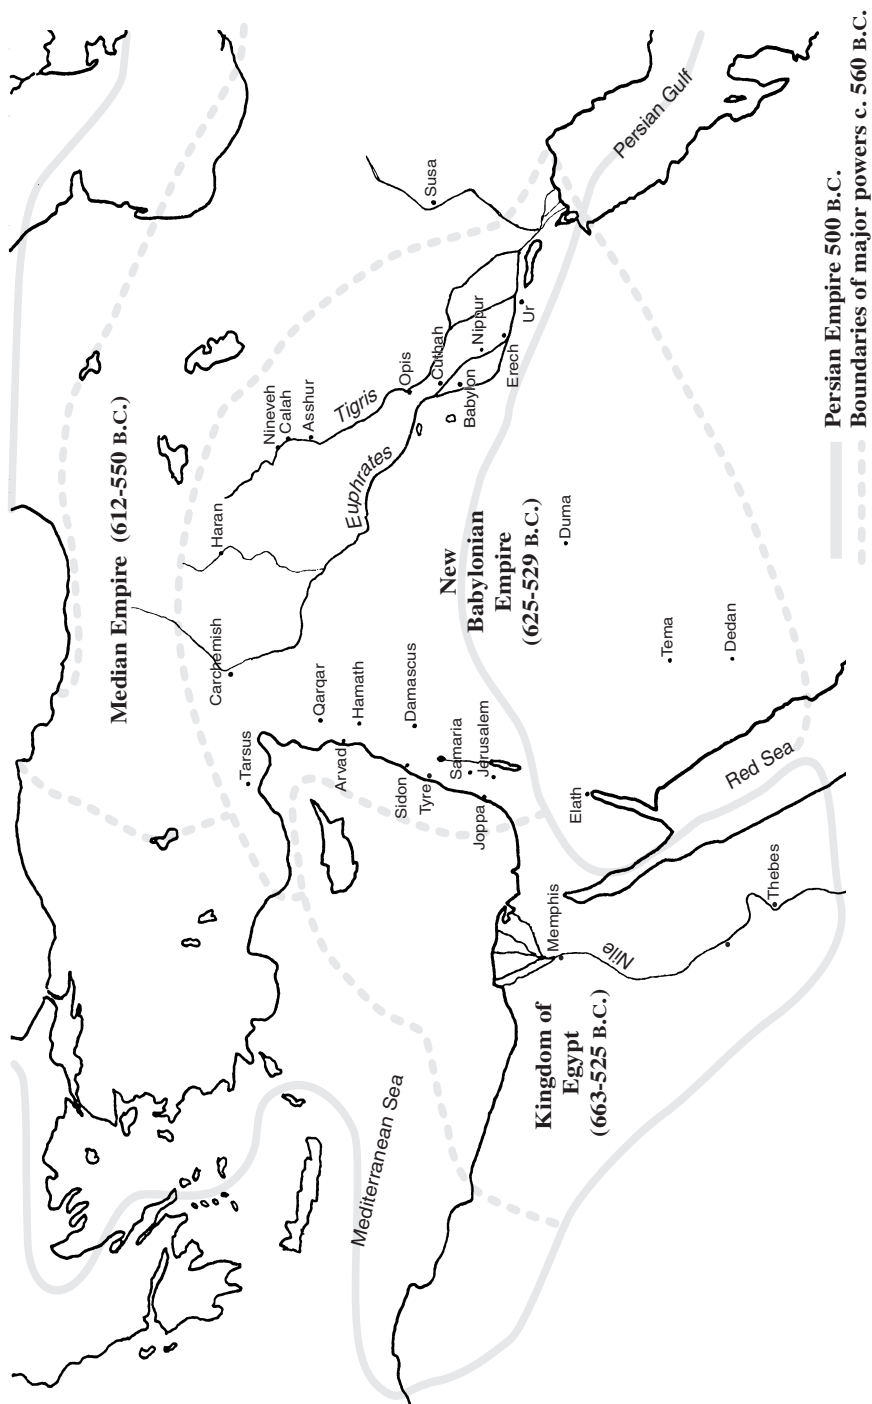 Median Empire (612-550 B.C.)
New
Babylonian
Empire
(625-529 B.C.)
Kingdom of
Egypt
(663-525 B.C.)
Mediterranean Sea
Red Sea
Persian Gulf
Nile
Tigris
Euphrates
Tarsus
Carchemish
Haran
Nineveh
Calah
Asshur
Qarqar
Hamath
Arvad
Damascus
Sidon
Tyre
Samaria
Jerusalem
Joppa
Elath
Memphis
Thebes
Opis
Cuthah
Babylon
Nippur
Erech
Ur
Susa
Duma
Tema
Dedan
Persian Empire 500 B.C.
Boundaries of major powers c. 560 B.C.